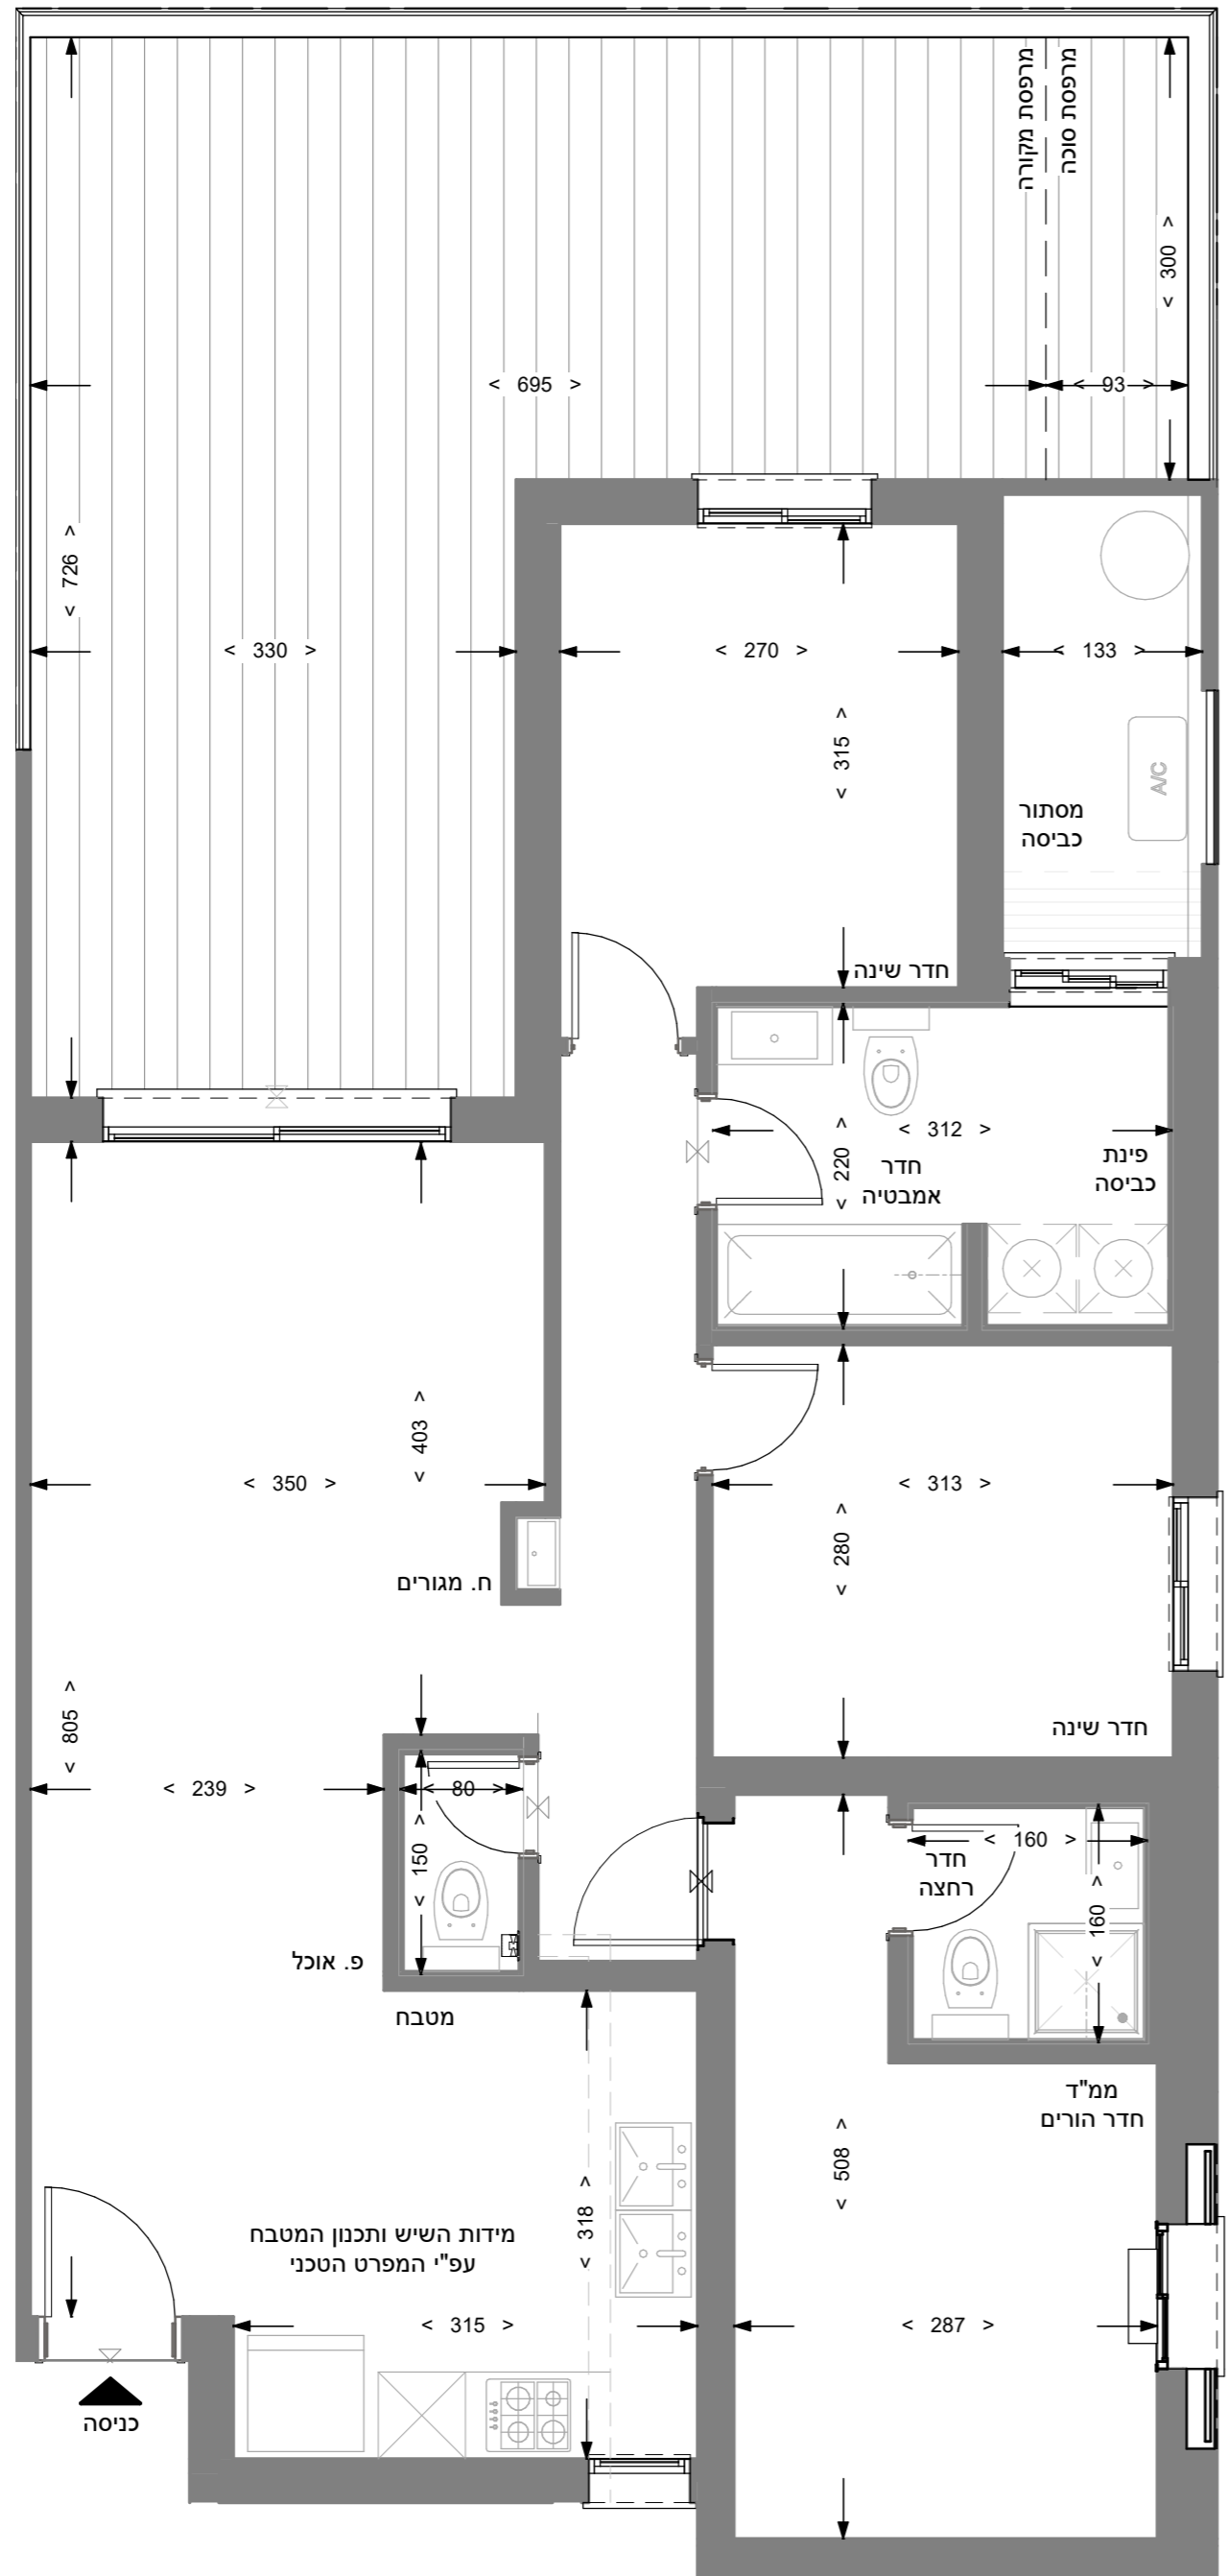 מרפסת מקורה
מרפסת סוכה
< 300 >
< 695 >
< 93 >
< 726 >
< 330 >
< 270 >
< 133 >
< 315 >
A/C
מסתור
כביסה
חדר שינה
< 312 >
< 220 >
חדר
אמבטיה
פינת
כביסה
< 403 >
< 350 >
< 313 >
< 280 >
ח. מגורים
< 805 >
חדר שינה
< 239 >
< 80 >
< 150 >
< 160 >
חדר
רחצה
< 160 >
פ. אוכל
מטבח
ממ"ד
חדר הורים
< 508 >
< 318 >
מידות השיש ותכנון המטבח
עפ"י המפרט הטכני
< 315 >
< 287 >
כניסה